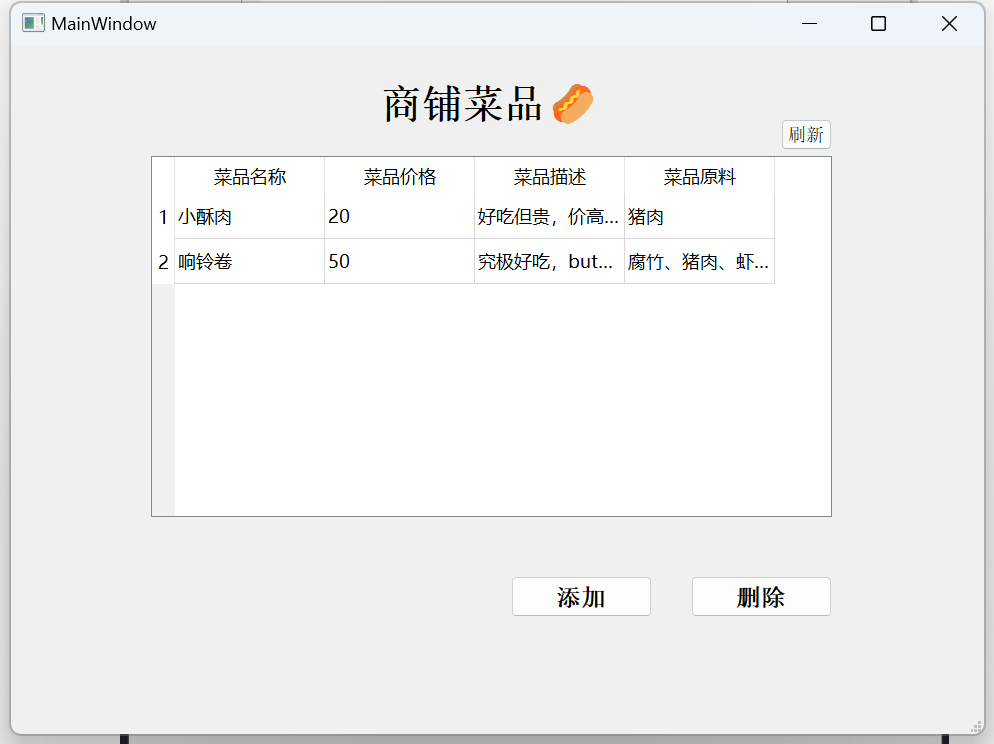 MainWindow
商铺菜品🌭
刷新
菜品名称 菜品价格 菜品描述 菜品原料
1 小酥肉 20 好吃但贵，价高... 猪肉
2 响铃卷 50 究极好吃，but... 腐竹、猪肉、虾...
添加 删除